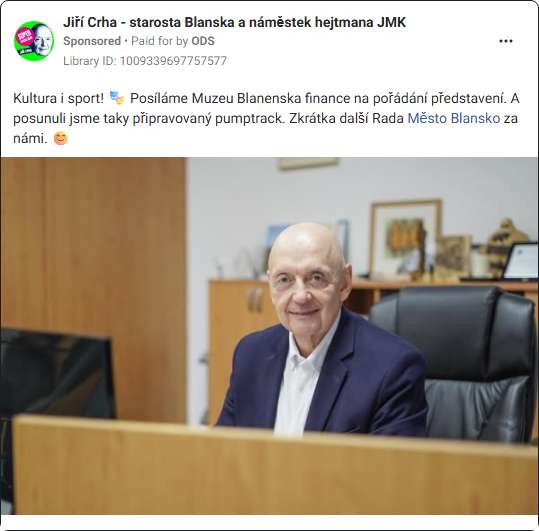 Jiří Crha - starosta Blanska a náměstek hejtmana JMK
Sponsored • Paid for by ODS
Library ID: 1009339697757577
Kultura i sport! 🎭 Posíláme Muzeu Blanenska finance na pořádání představení. A
posunuli jsme taky připravovaný pumptrack. Zkrátka další Rada Město Blansko za
námi. 😊